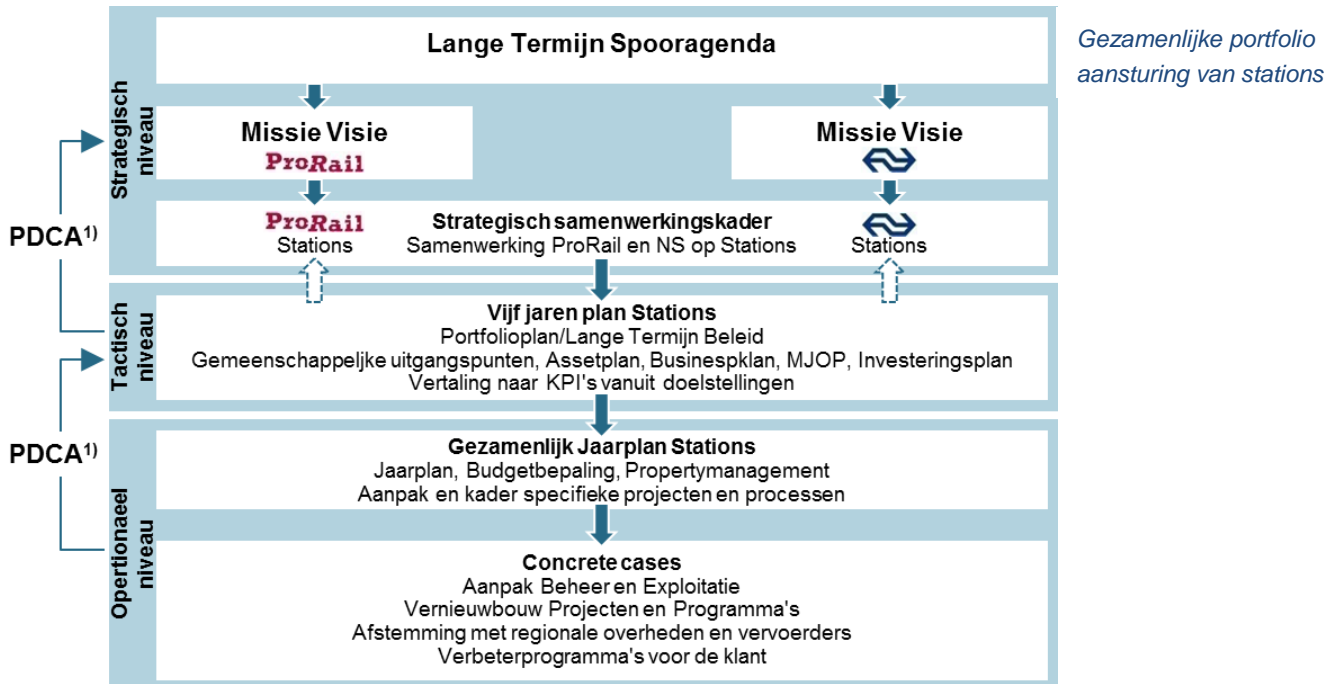 Lange Termijn Spooragenda
Gezamenlijke portfolio
aansturing van stations
Strategisch
niveau
Missie Visie
ProRail
Missie Visie
PDCA1)
ProRail
Stations
Strategisch samenwerkingskader
Samenwerking ProRail en NS op Stations
Stations
Tactisch
niveau
Vijf jaren plan Stations
Portfolioplan/Lange Termijn Beleid
Gemeenschappelijke uitgangspunten, Assetplan, Businespklan, MJOP, Investeringsplan
Vertaling naar KPI's vanuit doelstellingen
PDCA1)
Opertionaeel
niveau
Gezamenlijk Jaarplan Stations
Jaarplan, Budgetbepaling, Propertymanagement
Aanpak en kader specifieke projecten en processen
Concrete cases
Aanpak Beheer en Exploitatie
Vernieuwbouw Projecten en Programma's
Afstemming met regionale overheden en vervoerders
Verbeterprogramma's voor de klant